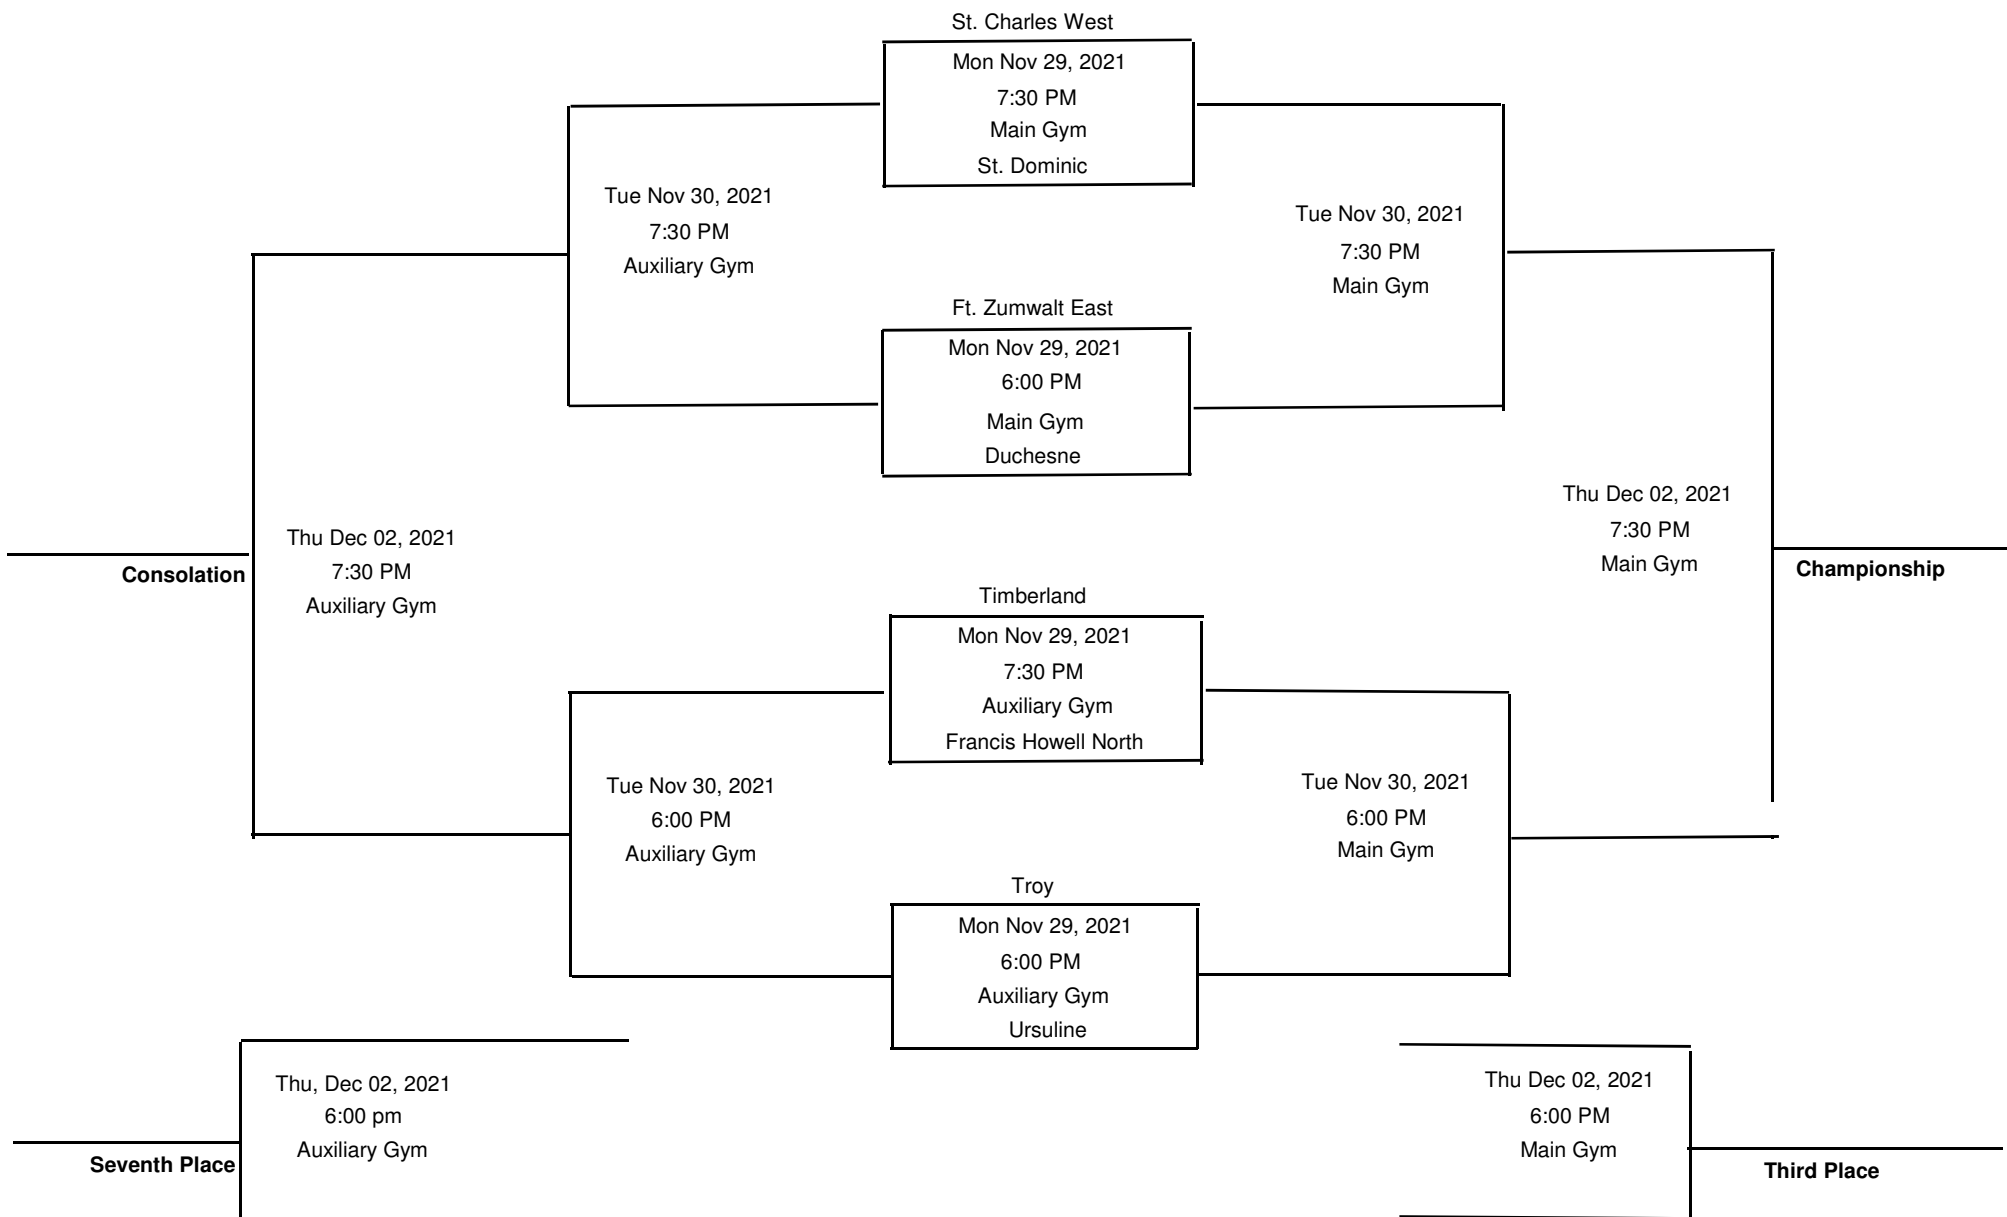 St. Charles West
Mon Nov 29, 2021
7:30 PM
Main Gym
St. Dominic
Tue Nov 30, 2021
7:30 PM
Auxiliary Gym
Tue Nov 30, 2021
7:30 PM
Main Gym
Ft. Zumwalt East
Mon Nov 29, 2021
6:00 PM
Main Gym
Duchesne
Thu Dec 02, 2021
7:30 PM
Auxiliary Gym
Consolation
Thu Dec 02, 2021
7:30 PM
Main Gym
Championship
Timberland
Mon Nov 29, 2021
7:30 PM
Auxiliary Gym
Francis Howell North
Tue Nov 30, 2021
6:00 PM
Auxiliary Gym
Tue Nov 30, 2021
6:00 PM
Main Gym
Troy
Mon Nov 29, 2021
6:00 PM
Auxiliary Gym
Ursuline
Thu, Dec 02, 2021
6:00 pm
Auxiliary Gym
Seventh Place
Thu Dec 02, 2021
6:00 PM
Main Gym
Third Place